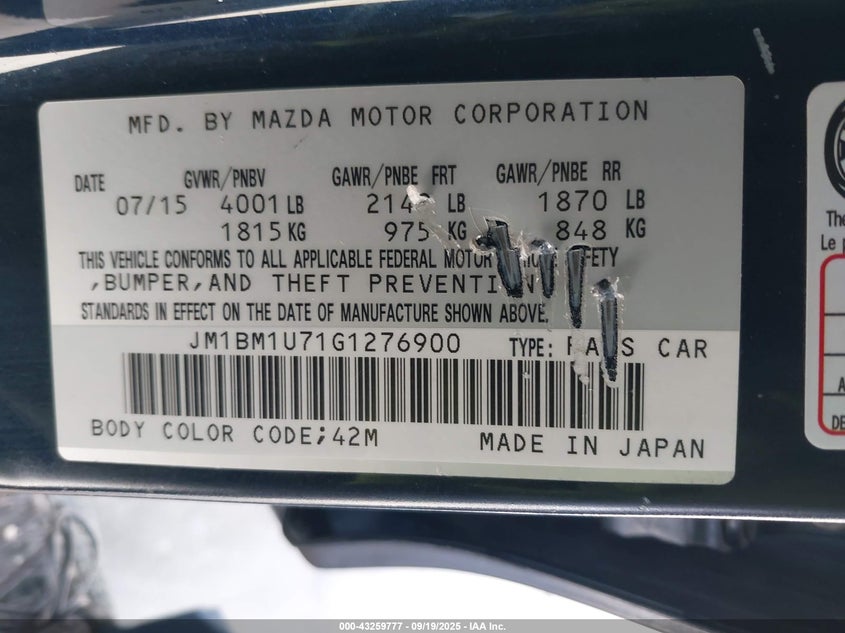 MFD. BY MAZDA MOTOR CORPORATION
DATE GVWR/PNBV GAWR/PNBE FRT GAWR/PNBE RR
07/15 4001 LB LB 1870 LB
1815 KG 975 KG 848 KG
THIS VEHICLE CONFORMS TO ALL APPLICABLE FEDERAL MOTOR
,BUMPER,AND THEFT
STANDARDS IN EFFECT ON THE DATE OF MANUFACTURE SHOWN ABOVE.
JM1BM1U71G1276900 TYPE: CAR
BODY COLOR CODE;42M MADE IN JAPAN
The
Le
000-43259777 - 09/19/2025 - IAA Inc.